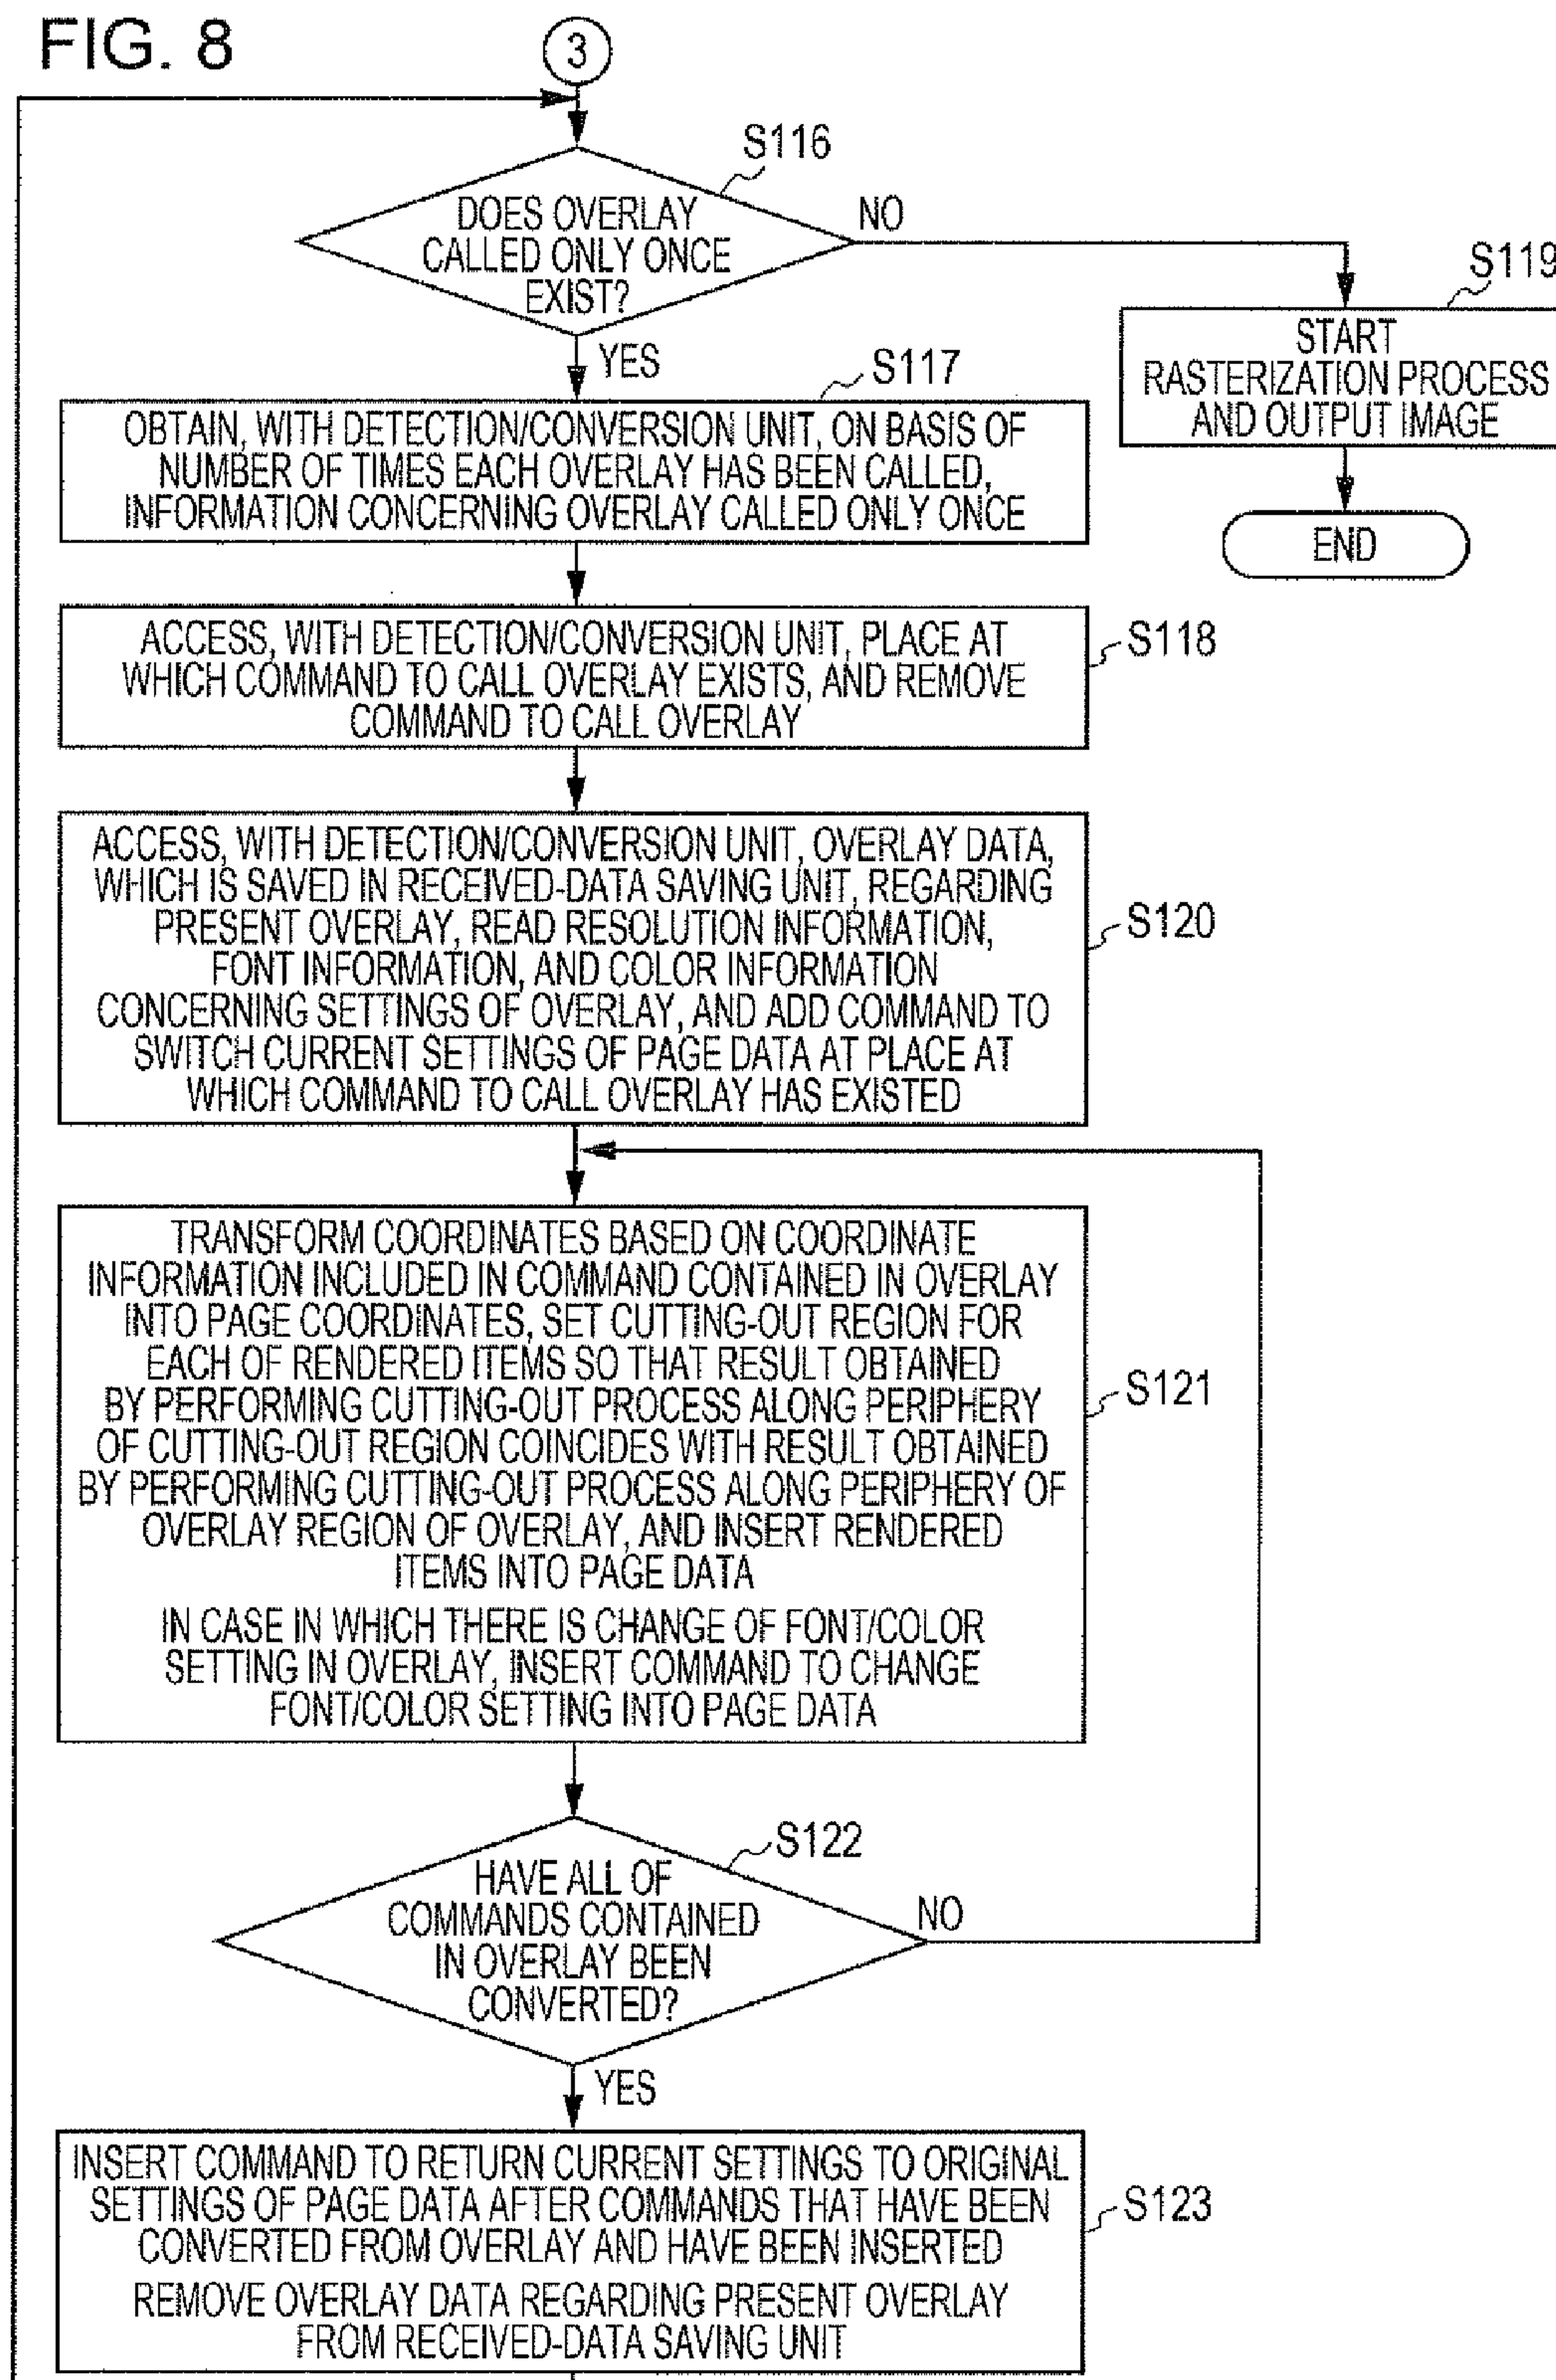 FIG. 8
3
S116
DOES OVERLAY
CALLED ONLY ONCE
EXIST?
NO
YES
S119
START
RASTERIZATION PROCESS
AND OUTPUT IMAGE
END
S117
OBTAIN, WITH DETECTION/CONVERSION UNIT, ON BASIS OF
NUMBER OF TIMES EACH OVERLAY HAS BEEN CALLED,
INFORMATION CONCERNING OVERLAY CALLED ONLY ONCE
S118
ACCESS, WITH DETECTION/CONVERSION UNIT, PLACE AT
WHICH COMMAND TO CALL OVERLAY EXISTS, AND REMOVE
COMMAND TO CALL OVERLAY
S120
ACCESS, WITH DETECTION/CONVERSION UNIT, OVERLAY DATA,
WHICH IS SAVED IN RECEIVED-DATA SAVING UNIT, REGARDING
PRESENT OVERLAY, READ RESOLUTION INFORMATION,
FONT INFORMATION, AND COLOR INFORMATION
CONCERNING SETTINGS OF OVERLAY, AND ADD COMMAND TO
SWITCH CURRENT SETTINGS OF PAGE DATA AT PLACE AT
WHICH COMMAND TO CALL OVERLAY HAS EXISTED
S121
TRANSFORM COORDINATES BASED ON COORDINATE
INFORMATION INCLUDED IN COMMAND CONTAINED IN OVERLAY
INTO PAGE COORDINATES, SET CUTTING-OUT REGION FOR
EACH OF RENDERED ITEMS SO THAT RESULT OBTAINED
BY PERFORMING CUTTING-OUT PROCESS ALONG PERIPHERY
OF CUTTING-OUT REGION COINCIDES WITH RESULT OBTAINED
BY PERFORMING CUTTING-OUT PROCESS ALONG PERIPHERY OF
OVERLAY REGION OF OVERLAY, AND INSERT RENDERED
ITEMS INTO PAGE DATA
IN CASE IN WHICH THERE IS CHANGE OF FONT/COLOR
SETTING IN OVERLAY, INSERT COMMAND TO CHANGE
FONT/COLOR SETTING INTO PAGE DATA
S122
HAVE ALL OF
COMMANDS CONTAINED
IN OVERLAY BEEN
CONVERTED?
NO
YES
S123
INSERT COMMAND TO RETURN CURRENT SETTINGS TO ORIGINAL
SETTINGS OF PAGE DATA AFTER COMMANDS THAT HAVE BEEN
CONVERTED FROM OVERLAY AND HAVE BEEN INSERTED
REMOVE OVERLAY DATA REGARDING PRESENT OVERLAY
FROM RECEIVED-DATA SAVING UNIT